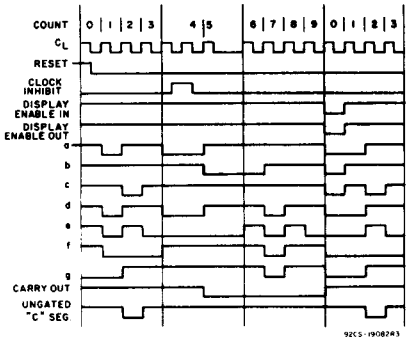 COUNT 0 1 2 3 4 5 6 7 8 9 0 1 2 3
CL
RESET
CLOCK
INHIBIT
DISPLAY
ENABLE IN
DISPLAY
ENABLE OUT
a
b
c
d
e
f
g
CARRY OUT
UNGATED
"C" SEG.
92CS-19082R3